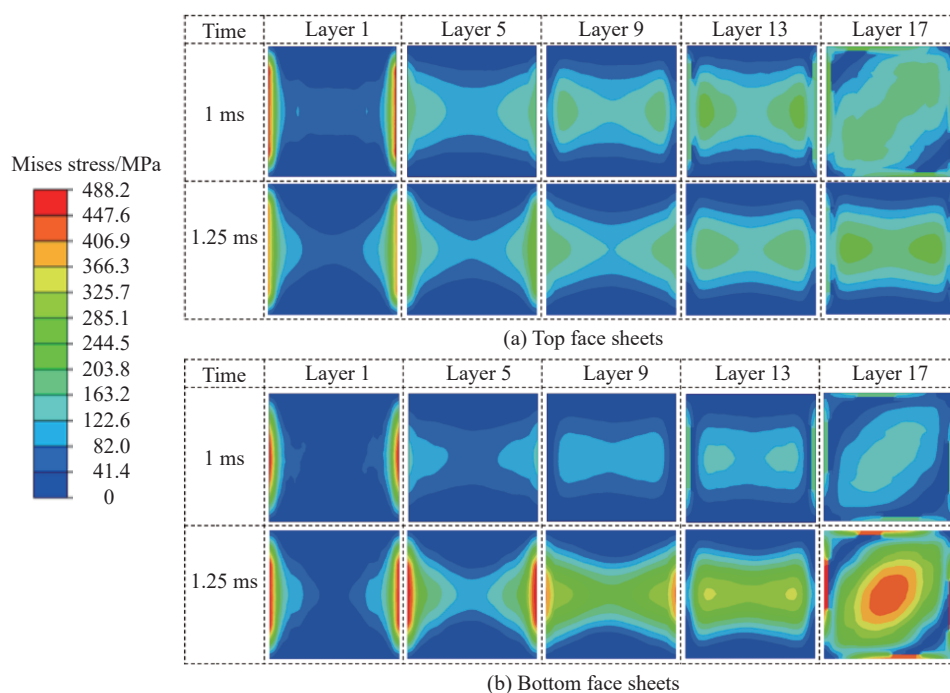 Time Layer 1 Layer 5 Layer 9 Layer 13 Layer 17
1 ms
Mises stress/MPa
488.2
447.6
406.9
366.3
325.7
285.1
244.5
203.8
163.2
122.6
82.0
41.4
0
1.25 ms
(a) Top face sheets
Time Layer 1 Layer 5 Layer 9 Layer 13 Layer 17
1 ms
1.25 ms
(b) Bottom face sheets